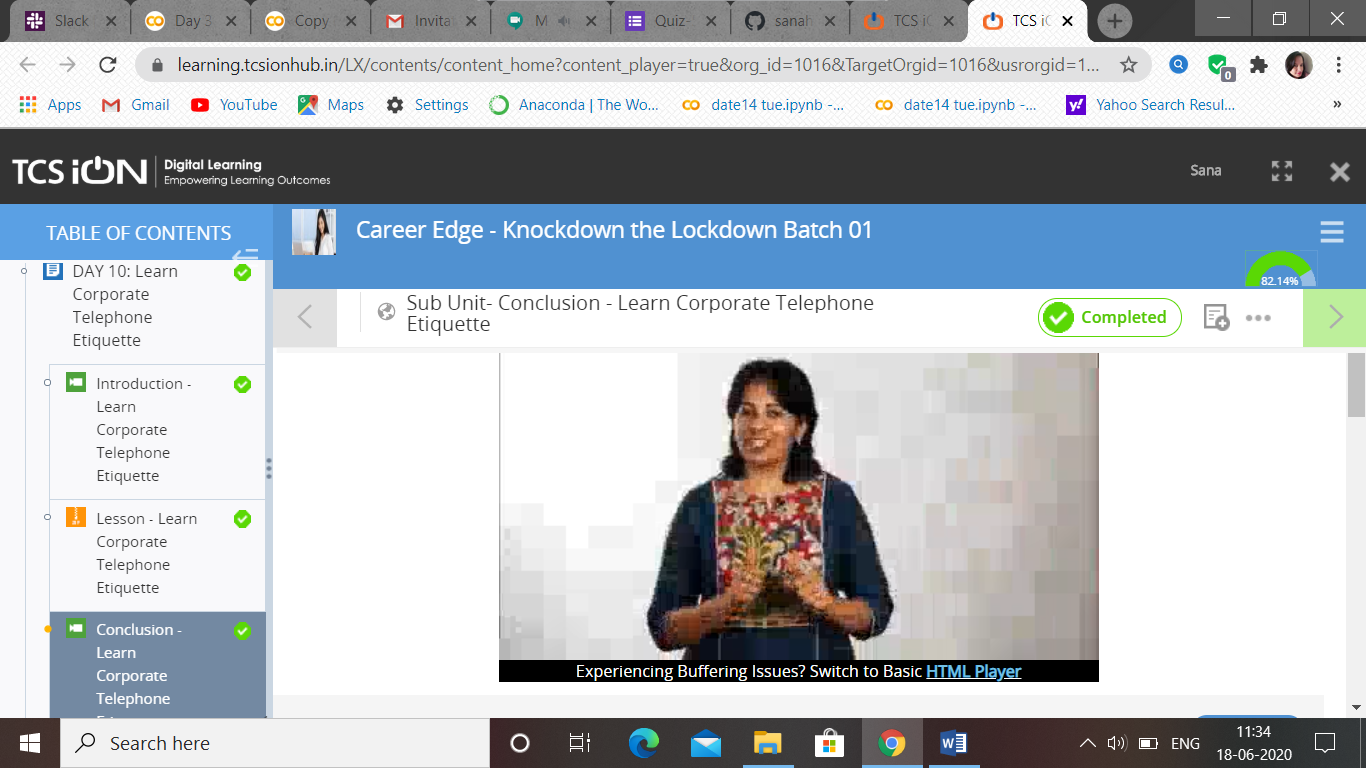 Slack
Day 3
Copy
Invitat
M
Quiz-
sanah
TCS iO
TCS iO
learning.tcsionhub.in/LX/contents/content_home?content_player=true&org_id=1016&TargetOrgid=1016&usrorgid=1...
0
Apps
Gmail
YouTube
Maps
Settings
Anaconda | The Wo...
date14 tue.ipynb -...
date14 tue.ipynb -...
Yahoo Search Resul...
»
TCS iON
Digital Learning
Empowering Learning Outcomes
Sana
TABLE OF CONTENTS
Career Edge - Knockdown the Lockdown Batch 01
82.14%
DAY 10: Learn
Corporate
Telephone
Etiquette
Introduction -
Learn
Corporate
Telephone
Etiquette
Lesson - Learn
Corporate
Telephone
Etiquette
Conclusion -
Learn
Corporate
Telephone
Sub Unit- Conclusion - Learn Corporate Telephone
Etiquette
Completed
Experiencing Buffering Issues? Switch to Basic HTML Player
Search here
ENG
11:34
18-06-2020